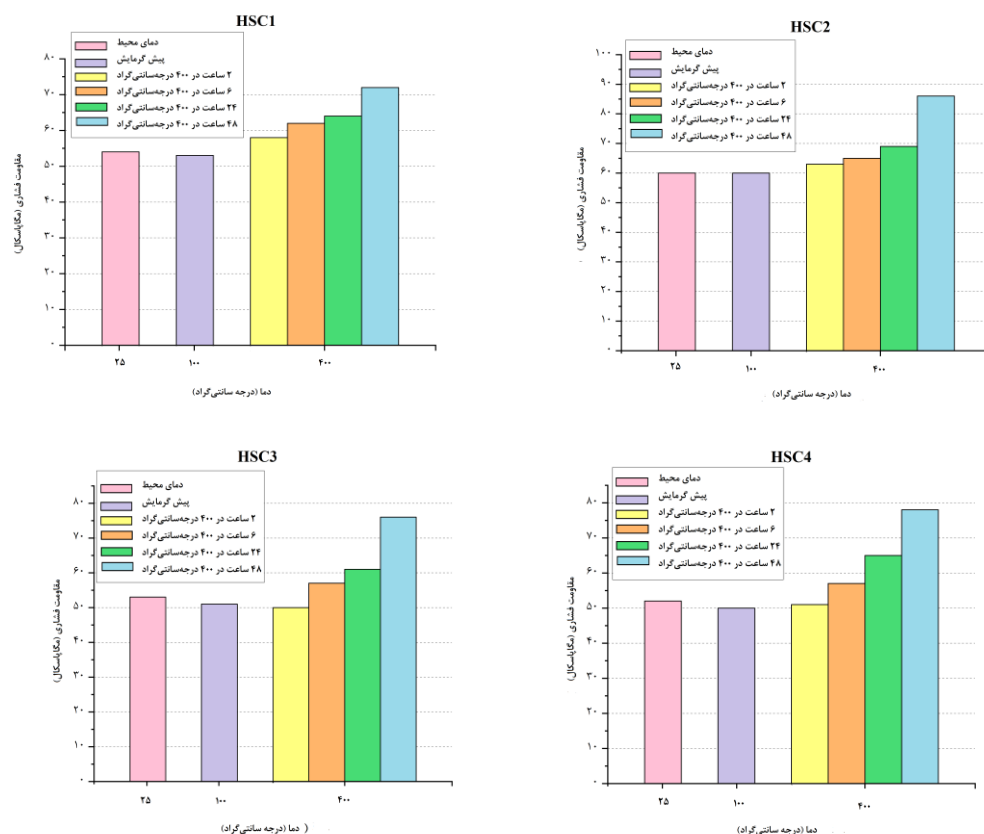 HSC1
دمای محیط
پیش گرمایش
۲ ساعت در ۴۰۰ درجه‌سانتی‌گراد
۶ ساعت در ۴۰۰ درجه‌سانتی‌گراد
۲۴ ساعت در ۴۰۰ درجه‌سانتی‌گراد
۴۸ ساعت در ۴۰۰ درجه‌سانتی‌گراد
مقاومت فشاری (مگاپاسکال)
۸۰
۷۰
۶۰
۵۰
۴۰
۳۰
۲۰
۱۰
۰
۲۵ ۱۰۰ ۴۰۰
دما (درجه سانتی‌گراد)
HSC2
دمای محیط
پیش گرمایش
۲ ساعت در ۴۰۰ درجه‌سانتی‌گراد
۶ ساعت در ۴۰۰ درجه‌سانتی‌گراد
۲۴ ساعت در ۴۰۰ درجه‌سانتی‌گراد
۴۸ ساعت در ۴۰۰ درجه‌سانتی‌گراد
مقاومت فشاری (مگاپاسکال)
۱۰۰
۹۰
۸۰
۷۰
۶۰
۵۰
۴۰
۳۰
۲۰
۱۰
۰
۲۵ ۱۰۰ ۴۰۰
دما (درجه سانتی‌گراد)
HSC3
دمای محیط
پیش گرمایش
۲ ساعت در ۴۰۰ درجه‌سانتی‌گراد
۶ ساعت در ۴۰۰ درجه‌سانتی‌گراد
۲۴ ساعت در ۴۰۰ درجه‌سانتی‌گراد
۴۸ ساعت در ۴۰۰ درجه‌سانتی‌گراد
مقاومت فشاری (مگاپاسکال)
۸۰
۷۰
۶۰
۵۰
۴۰
۳۰
۲۰
۱۰
۰
۲۵ ۱۰۰ ۴۰۰
دما (درجه سانتی‌گراد)
HSC4
دمای محیط
پیش گرمایش
۲ ساعت در ۴۰۰ درجه‌سانتی‌گراد
۶ ساعت در ۴۰۰ درجه‌سانتی‌گراد
۲۴ ساعت در ۴۰۰ درجه‌سانتی‌گراد
۴۸ ساعت در ۴۰۰ درجه‌سانتی‌گراد
مقاومت فشاری (مگاپاسکال)
۸۰
۷۰
۶۰
۵۰
۴۰
۳۰
۲۰
۱۰
۰
۲۵ ۱۰۰ ۴۰۰
دما (درجه سانتی‌گراد)